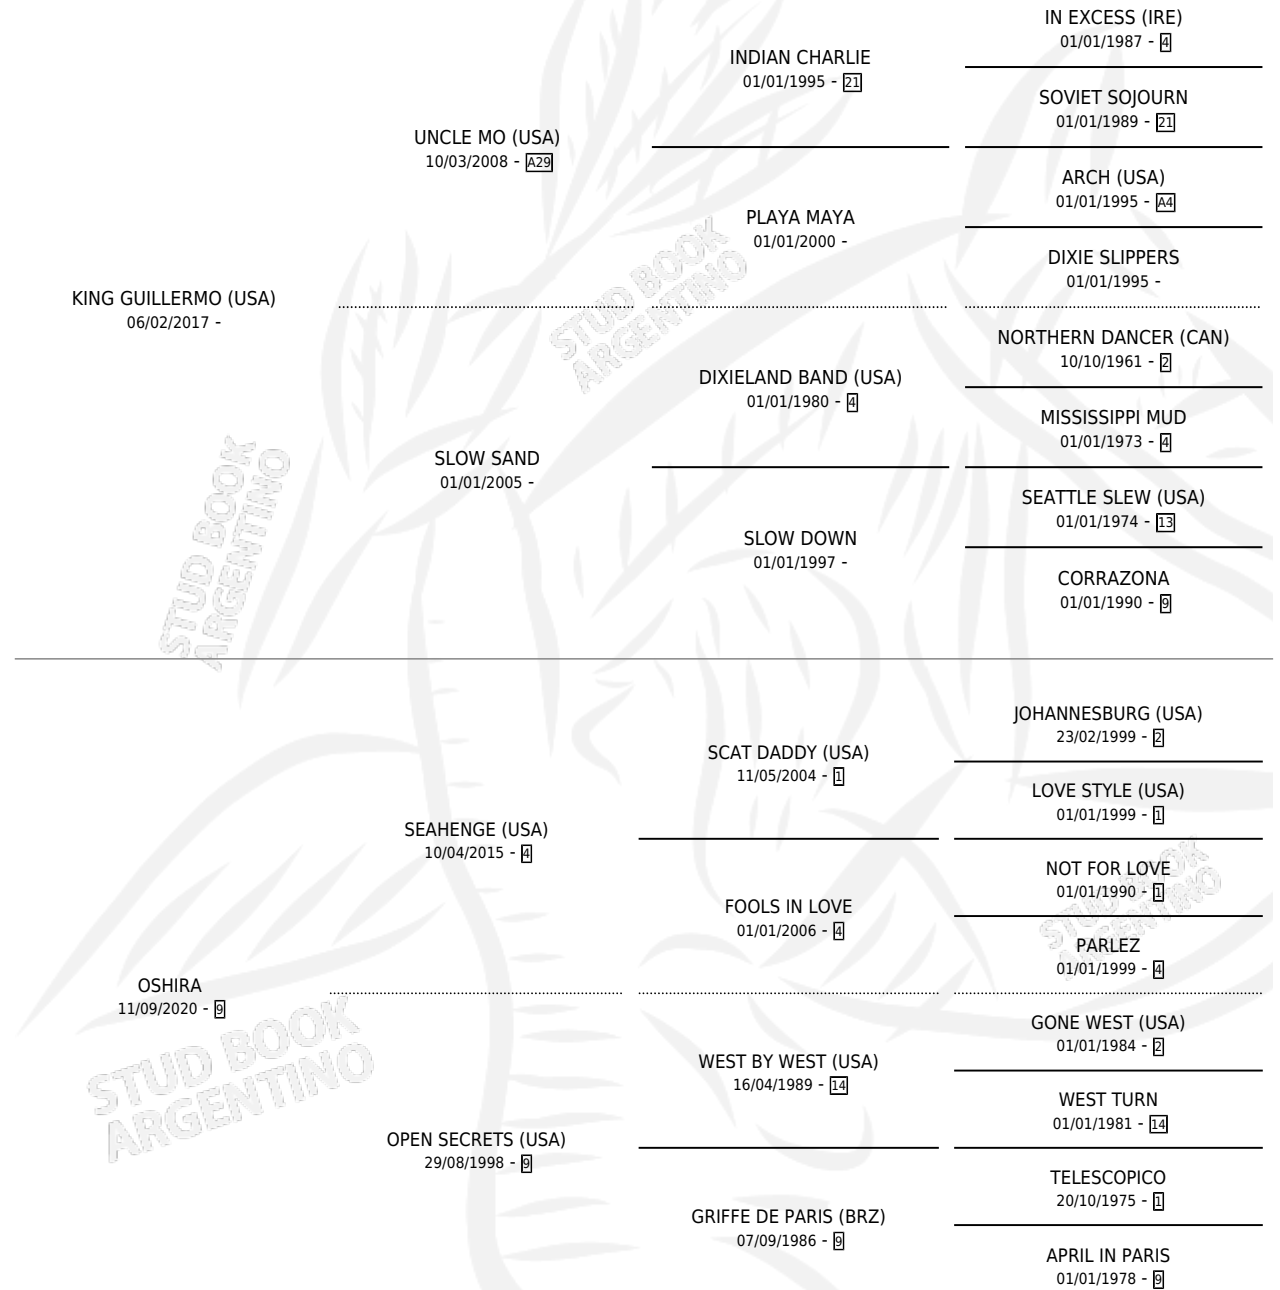 IN EXCESS (IRE)
01/01/1987 - 4
INDIAN CHARLIE
01/01/1995 - 21
SOVIET SOJOURN
01/01/1989 - 21
UNCLE MO (USA)
10/03/2008 - A29
ARCH (USA)
01/01/1995 - A4
PLAYA MAYA
01/01/2000 -
DIXIE SLIPPERS
01/01/1995 -
KING GUILLERMO (USA)
06/02/2017 -
NORTHERN DANCER (CAN)
10/10/1961 - 2
DIXIELAND BAND (USA)
01/01/1980 - 4
MISSISSIPPI MUD
01/01/1973 - 4
SLOW SAND
01/01/2005 -
SEATTLE SLEW (USA)
01/01/1974 - 13
SLOW DOWN
01/01/1997 -
CORRAZONA
01/01/1990 - 9
JOHANNESBURG (USA)
23/02/1999 - 2
SCAT DADDY (USA)
11/05/2004 - 1
LOVE STYLE (USA)
01/01/1999 - 1
SEAHENGE (USA)
10/04/2015 - 4
NOT FOR LOVE
01/01/1990 - 1
FOOLS IN LOVE
01/01/2006 - 4
PARLEZ
01/01/1999 - 4
OSHIRA
11/09/2020 - 9
GONE WEST (USA)
01/01/1984 - 2
WEST BY WEST (USA)
16/04/1989 - 14
WEST TURN
01/01/1981 - 14
OPEN SECRETS (USA)
29/08/1998 - 9
TELESCOPICO
20/10/1975 - 1
GRIFFE DE PARIS (BRZ)
07/09/1986 - 9
APRIL IN PARIS
01/01/1978 - 9
STUD BOOK
ARGENTINO
STUD BOOK
ARGENTINO
STUD BOOK
ARGENTINO
STUD BOOK
ARGENTINO